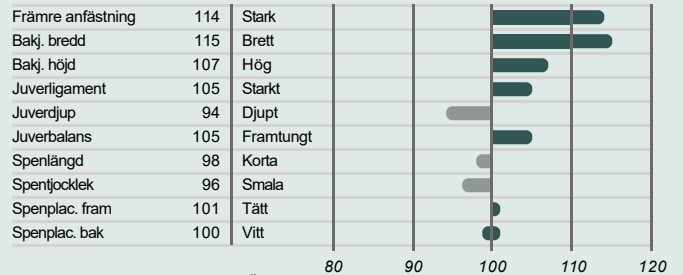 Främre anfästning 114 Stark
Bakj. bredd 115 Brett
Bakj. höjd 107 Hög
Juverligament 105 Starkt
Juverdjup 94 Djupt
Juverbalans 105 Framtungt
Spenlängd 98 Korta
Spentjocklek 96 Smala
Spenplac. fram 101 Tätt
Spenplac. bak 100 Vitt
80 90 100 110 120